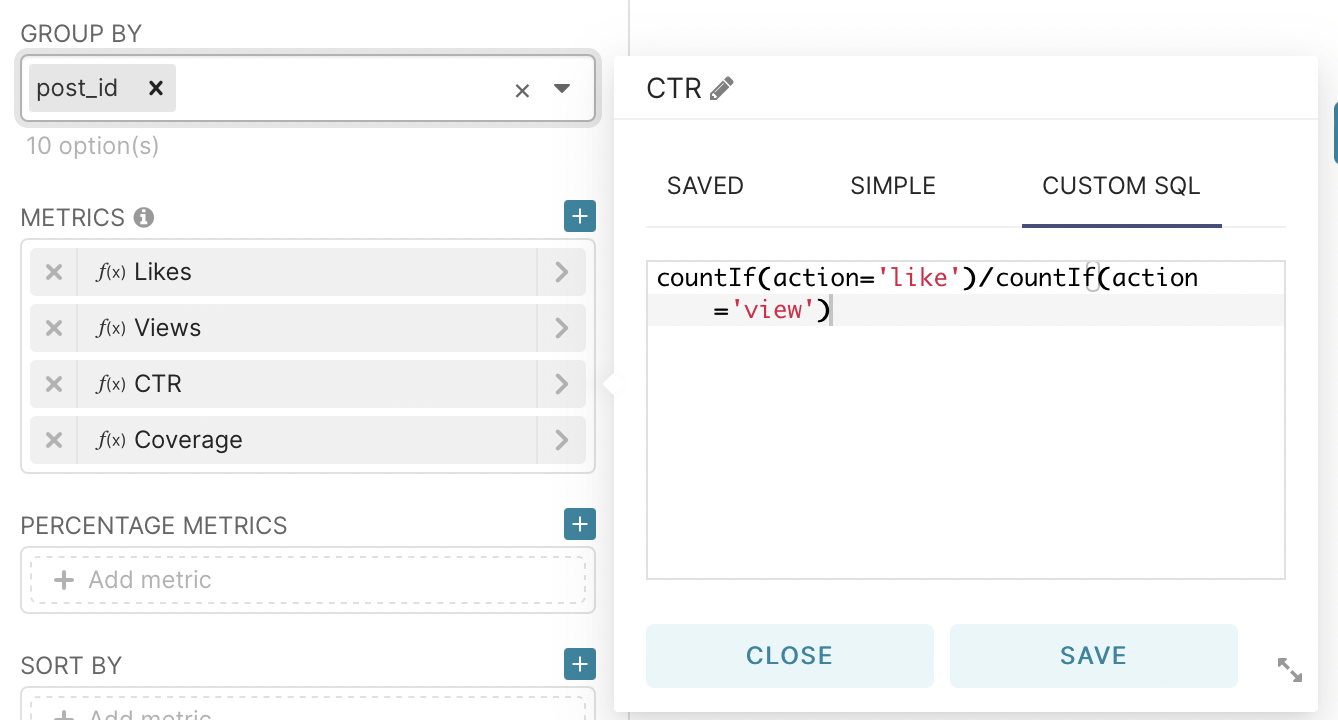 GROUP BY
post_id
10 option(s)
METRICS
f(x) Likes
f(x) Views
f(x) CTR
f(x) Coverage
PERCENTAGE METRICS
Add metric
SORT BY
Add metric
CTR
SAVED SIMPLE CUSTOM SQL
countIf(action='like')/countIf(action
='view')
CLOSE SAVE